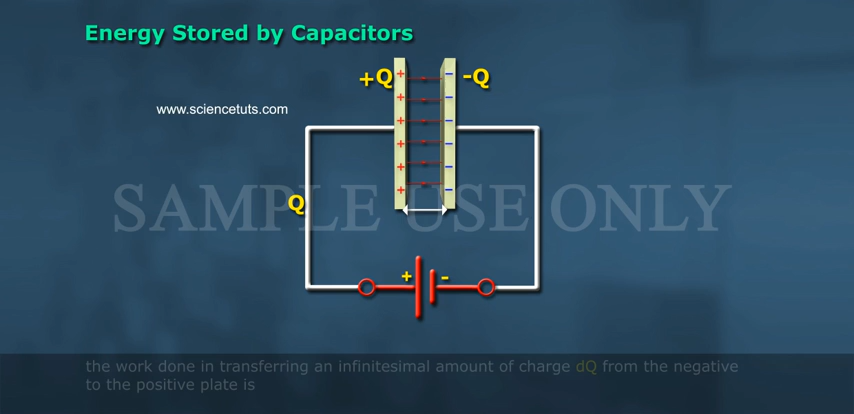 Energy Stored by Capacitors
+Q -Q
www.sciencetuts.com
SAMPLE USE ONLY
Q
+ -
the work done in transferring an infinitesimal amount of charge dQ from the negative
to the positive plate is